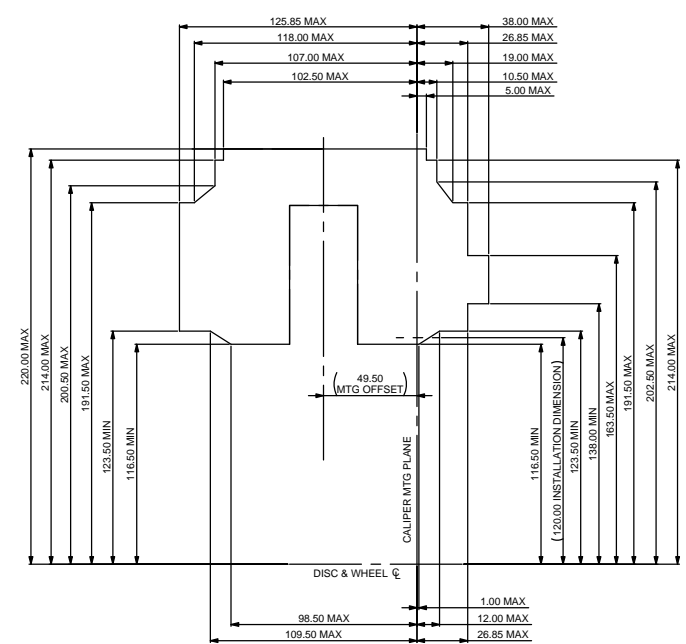 125.85 MAX
38.00 MAX
118.00 MAX
26.85 MAX
107.00 MAX
19.00 MAX
102.50 MAX
10.50 MAX
5.00 MAX
220.00 MAX
214.00 MAX
200.50 MAX
191.50 MAX
123.50 MIN
116.50 MIN
(49.50
MTG OFFSET)
CALIPER MTG PLANE
116.50 MIN
(120.00 INSTALLATION DIMENSION)
123.50 MIN
138.00 MIN
163.50 MAX
191.50 MAX
202.50 MAX
214.00 MAX
DISC & WHEEL ℄
1.00 MAX
98.50 MAX
12.00 MAX
109.50 MAX
26.85 MAX